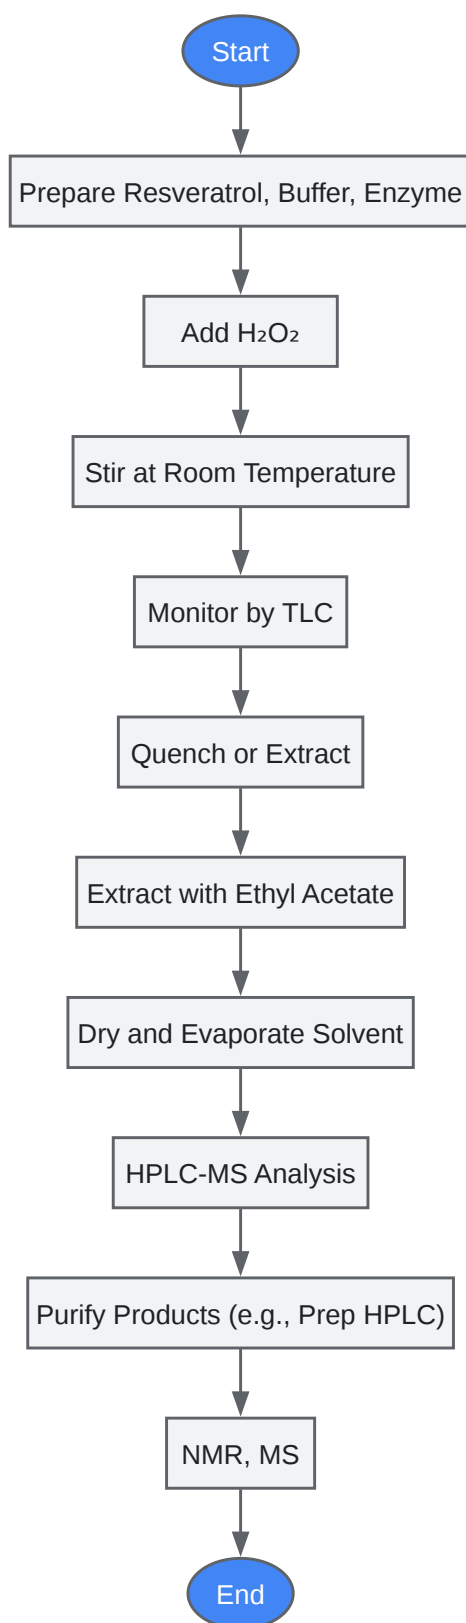 Start
Prepare Resveratrol, Buffer, Enzyme
Add H₂O₂
Stir at Room Temperature
Monitor by TLC
Quench or Extract
Extract with Ethyl Acetate
Dry and Evaporate Solvent
HPLC-MS Analysis
Purify Products (e.g., Prep HPLC)
NMR, MS
End